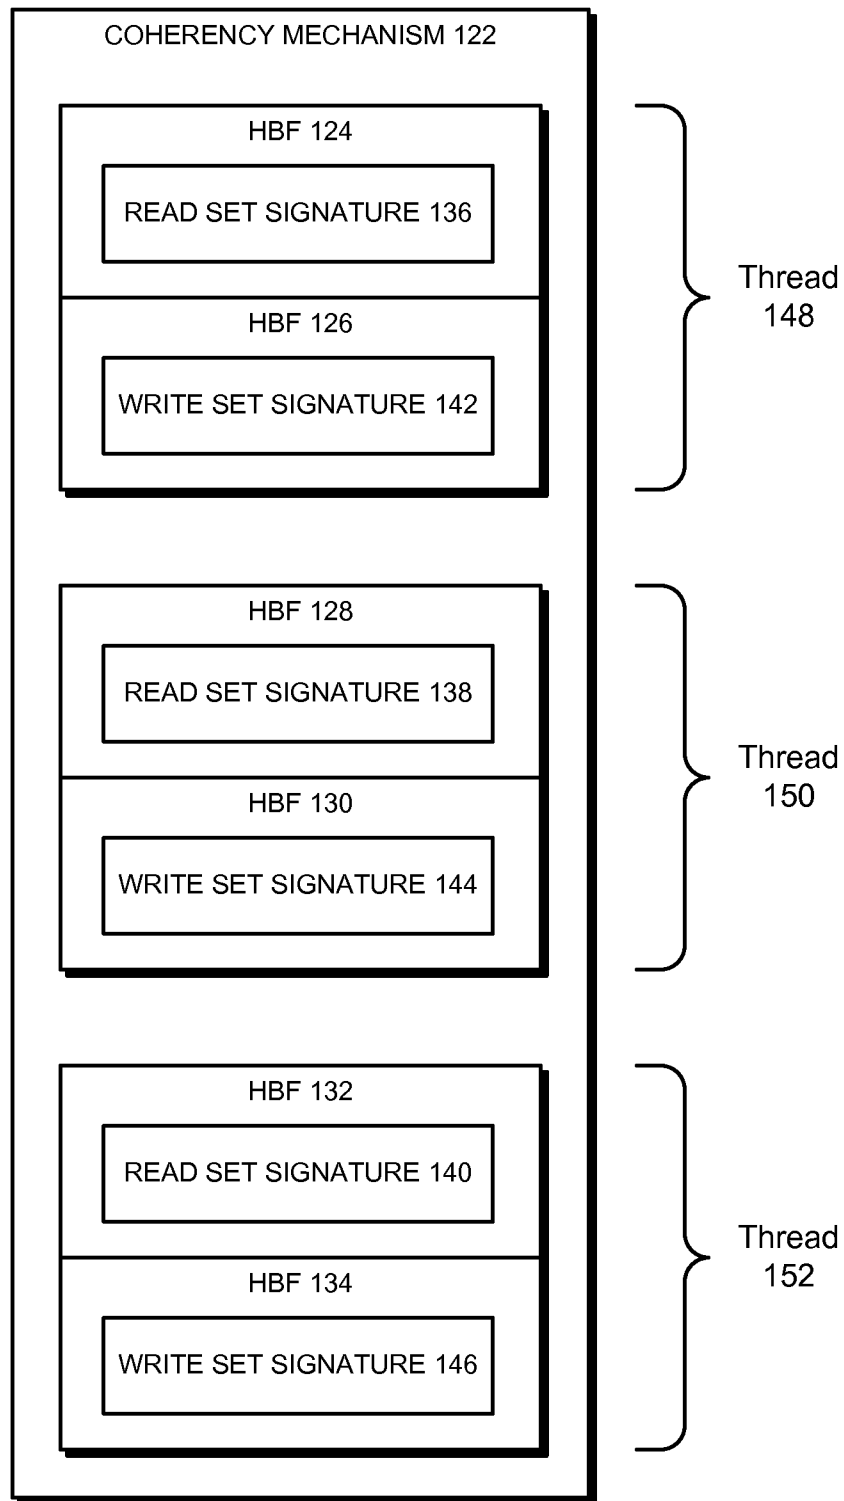 COHERENCY MECHANISM 122
HBF 124
READ SET SIGNATURE 136
HBF 126
WRITE SET SIGNATURE 142
Thread
148
HBF 128
READ SET SIGNATURE 138
HBF 130
WRITE SET SIGNATURE 144
Thread
150
HBF 132
READ SET SIGNATURE 140
HBF 134
WRITE SET SIGNATURE 146
Thread
152